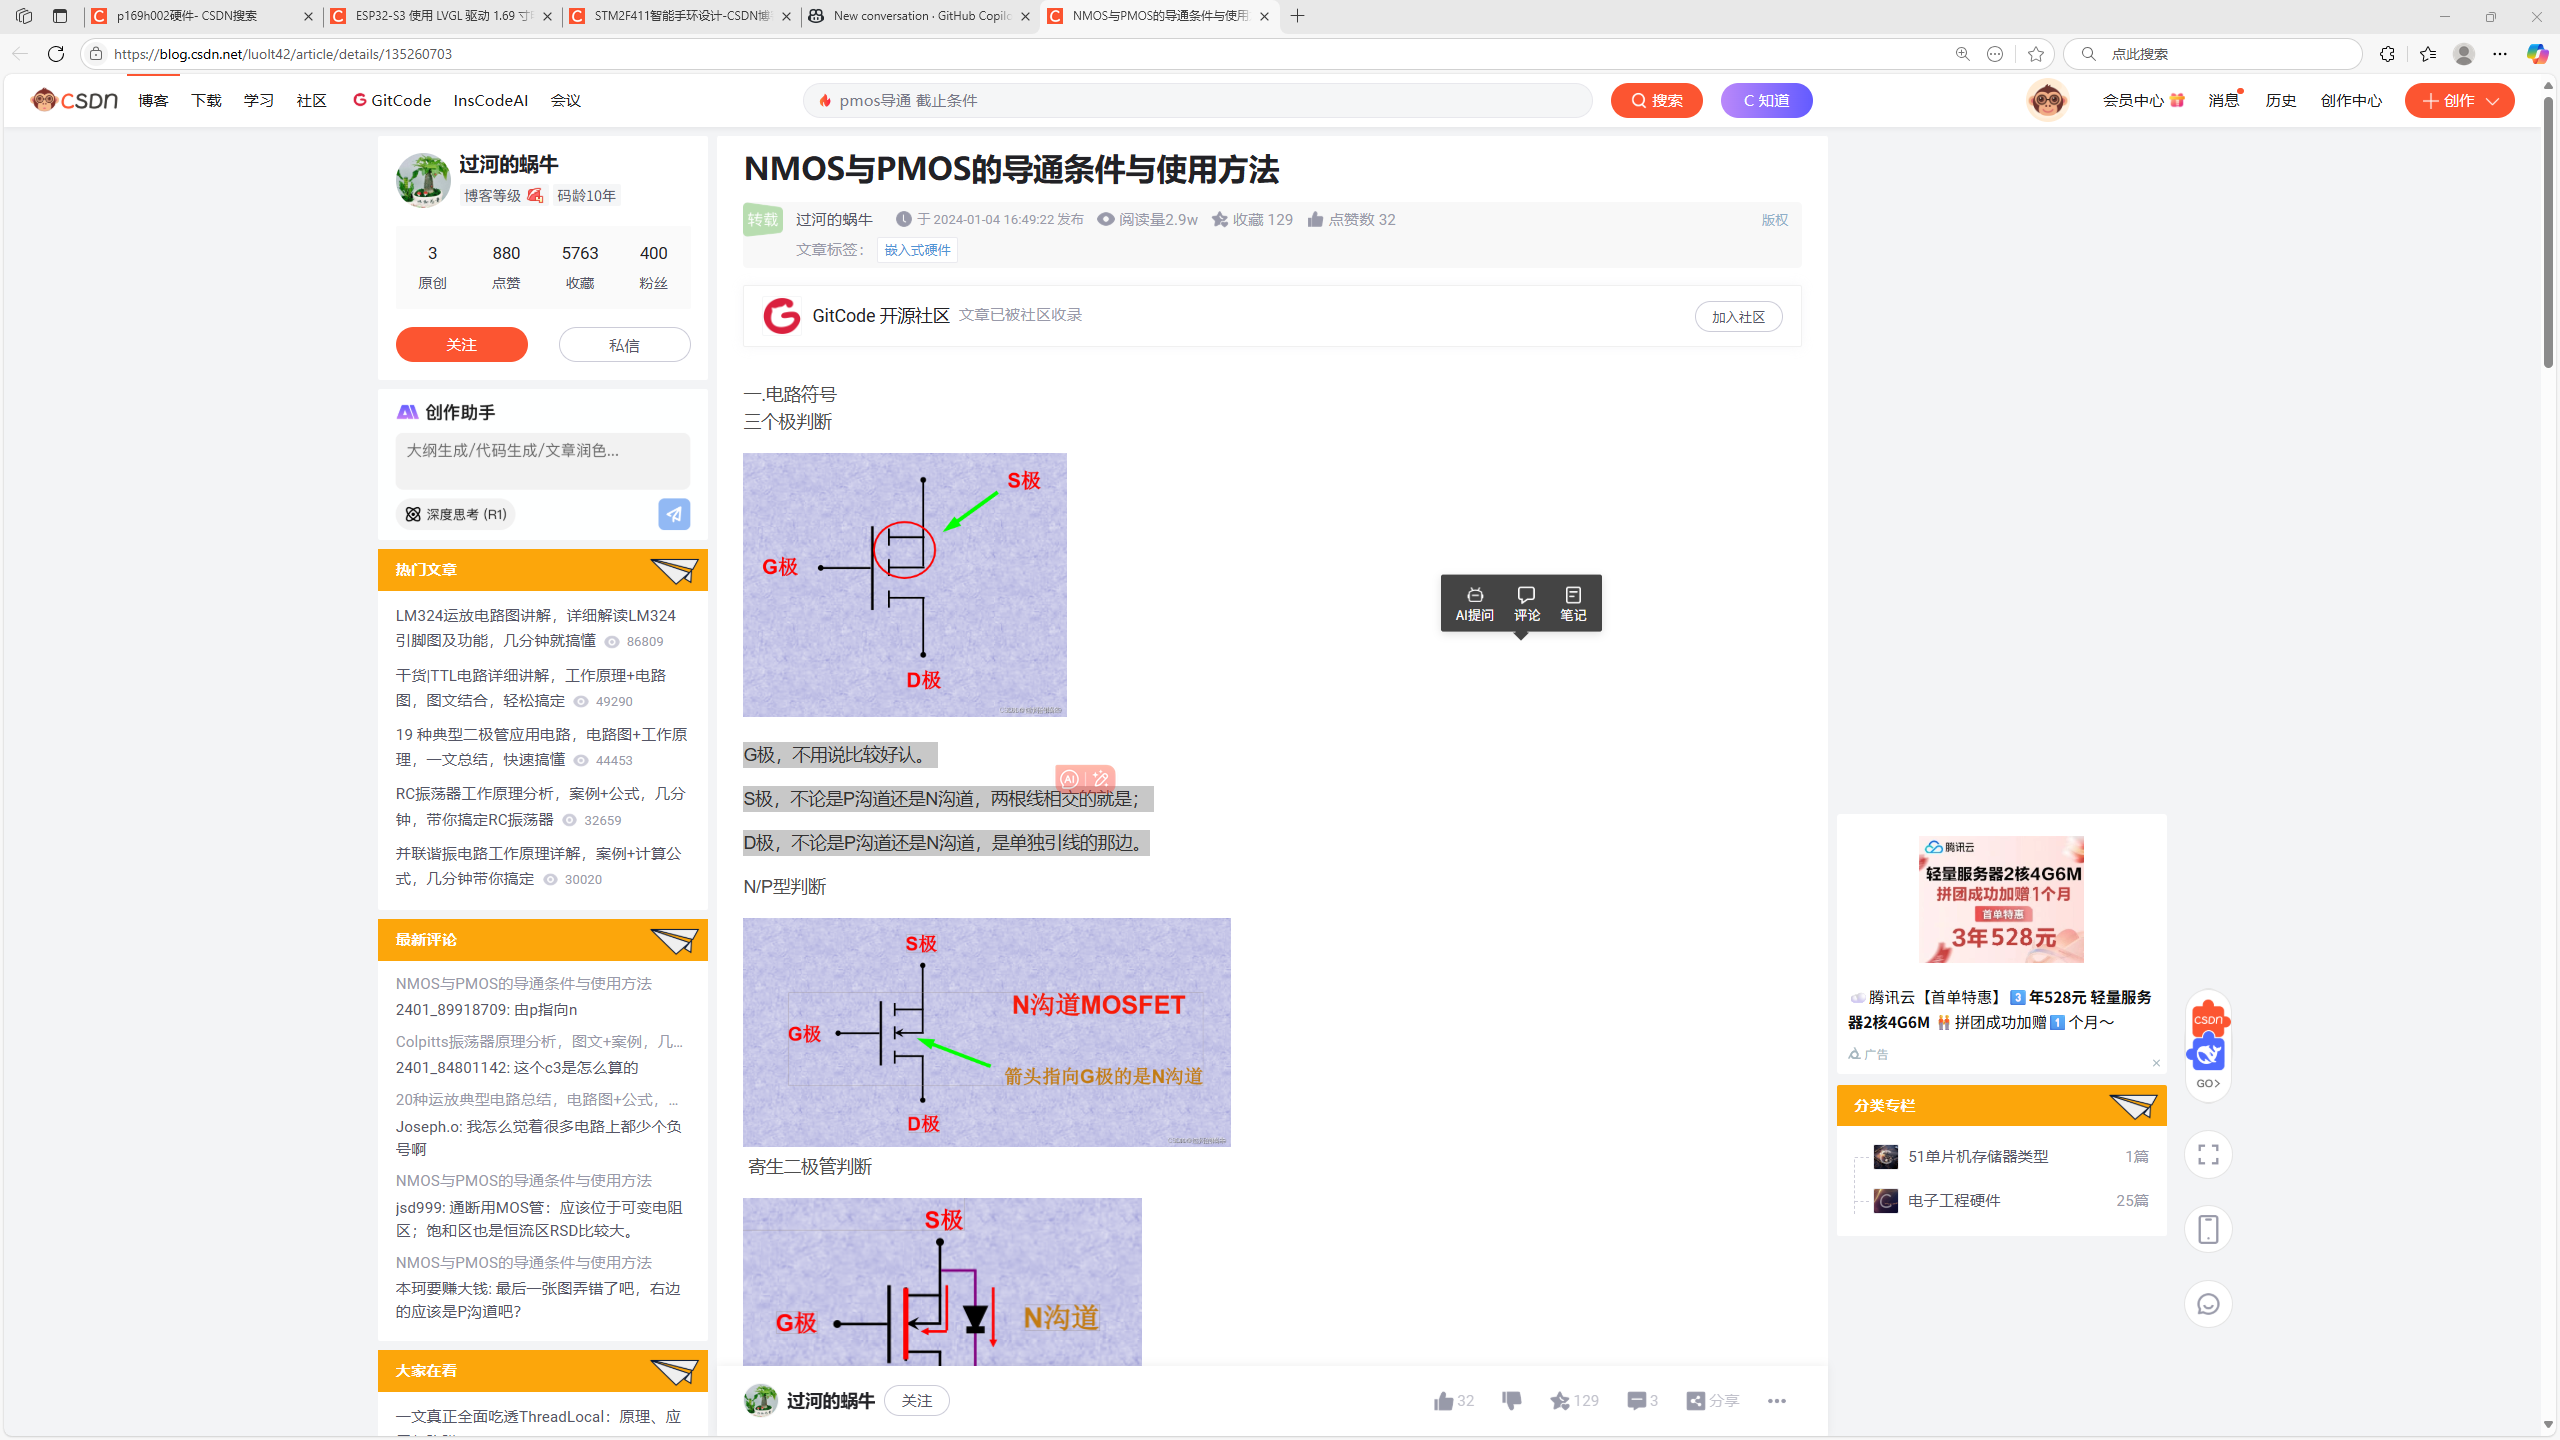 p169h002硬件- CSDN搜索
ESP32-S3 使用 LVGL 驱动 1.69 寸
STM2F411智能手环设计-CSDN博
New conversation · GitHub Copilo
NMOS与PMOS的导通条件与使用
https://blog.csdn.net/luolt42/article/details/135260703
点此搜索
CSDN
博客
下载
学习
社区
GitCode
InsCodeAI
会议
pmos导通 截止条件
搜索
C 知道
会员中心
消息
历史
创作中心
创作
过河的蜗牛
博客等级
码龄10年
3
880
5763
400
原创
点赞
收藏
粉丝
关注
私信
创作助手
大纲生成/代码生成/文章润色...
深度思考 (R1)
热门文章
LM324运放电路图讲解，详细解读LM324
引脚图及功能，几分钟就搞懂 86809
干货|TTL电路详细讲解，工作原理+电路
图，图文结合，轻松搞定 49290
19 种典型二极管应用电路，电路图+工作原
理，一文总结，快速搞懂 44453
RC振荡器工作原理分析，案例+公式，几分
钟，带你搞定RC振荡器 32659
并联谐振电路工作原理详解，案例+计算公
式，几分钟带你搞定 30020
最新评论
NMOS与PMOS的导通条件与使用方法
2401_89918709: 由p指向n
Colpitts振荡器原理分析，图文+案例，几...
2401_84801142: 这个c3是怎么算的
20种运放典型电路总结，电路图+公式，...
Joseph.o: 我怎么觉着很多电路上都少个负
号啊
NMOS与PMOS的导通条件与使用方法
jsd999: 通断用MOS管：应该位于可变电阻
区；饱和区也是恒流区RSD比较大。
NMOS与PMOS的导通条件与使用方法
本珂要赚大钱: 最后一张图弄错了吧，右边
的应该是P沟道吧？
大家在看
一文真正全面吃透ThreadLocal：原理、应
NMOS与PMOS的导通条件与使用方法
转载
过河的蜗牛
于 2024-01-04 16:49:22 发布
阅读量2.9w
收藏 129
点赞数 32
版权
文章标签：
嵌入式硬件
GitCode 开源社区
文章已被社区收录
加入社区
一.电路符号
三个极判断
S极
G极
D极
AI提问
评论
笔记
G极，不用说比较好认。
AI
S极，不论是P沟道还是N沟道，两根线相交的就是；
D极，不论是P沟道还是N沟道，是单独引线的那边。
N/P型判断
S极
N沟道MOSFET
G极
箭头指向G极的是N沟道
D极
寄生二极管判断
S极
G极
N沟道
过河的蜗牛
关注
32
129
3
分享
腾讯云
轻量服务器2核4G6M
拼团成功加赠1个月
首单特惠
3年528元
腾讯云【首单特惠】3 年528元 轻量服务
器2核4G6M 拼团成功加赠 1 个月～
广告
分类专栏
51单片机存储器类型
1篇
电子工程硬件
25篇
CSDN
GO>